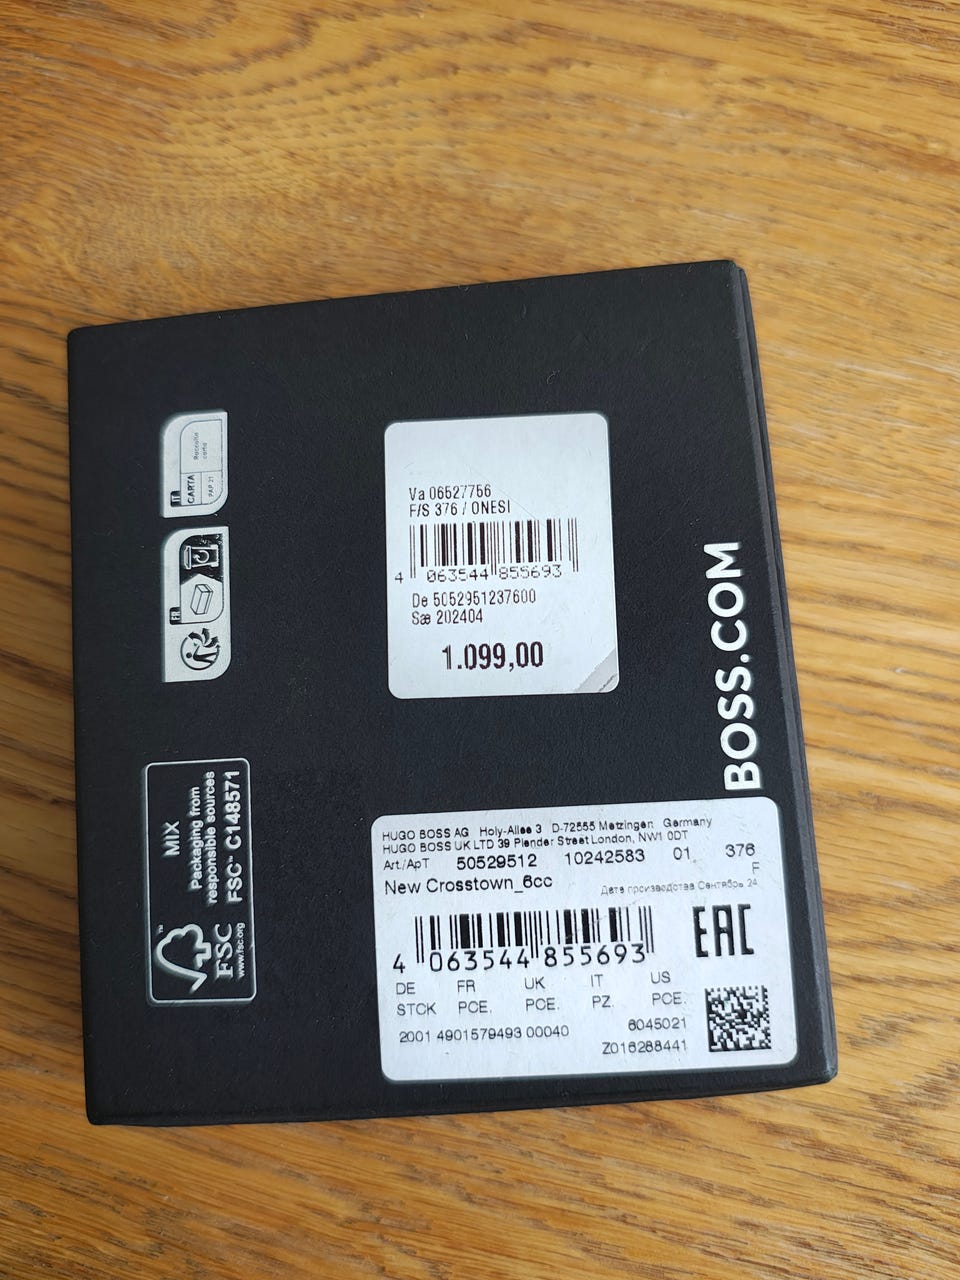 IT
CARTA
PAP 21
Raccolta
carta
FR
MIX
Packaging from
responsible sources
FSC™ C148571
FSC
www.fsc.org
Va 06527756
F/S 376 / ONESI
4 063544 855693
De 5052951237600
Sæ 202404
1.099,00
BOSS.COM
HUGO BOSS AG Holy-Allee 3 D-72555 Metzingen Germany
HUGO BOSS UK LTD 39 Plender Street London, NW1 0DT
Art./ApT 50529512 10242583 01 376
F
New Crosstown_6cc
Дата производства Сентябрь 24
EAC
4 063544 855693
DE FR UK IT US
STCK PCE. PCE. PZ. PCE.
2001 4901579493 00040
6045021
Z016288441